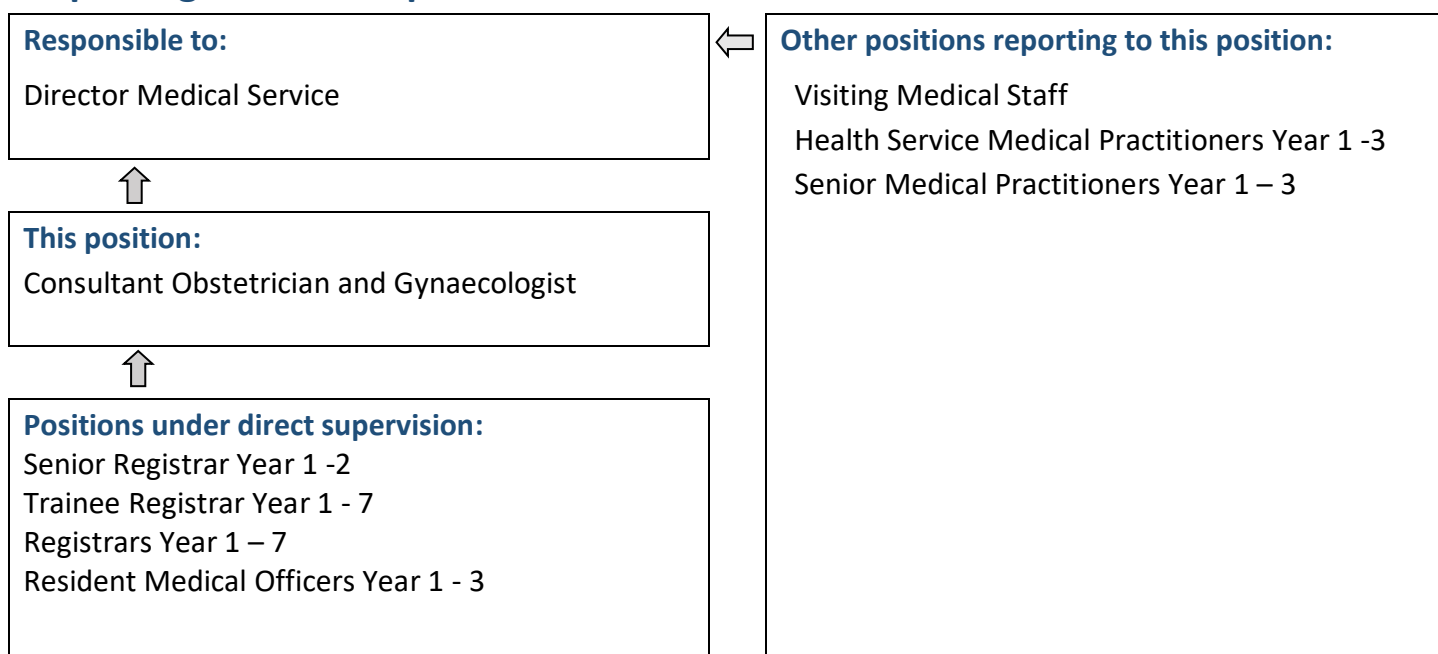 Responsible to:
Director Medical Service
This position:
Consultant Obstetrician and Gynaecologist
Positions under direct supervision:
Senior Registrar Year 1 -2
Trainee Registrar Year 1 - 7
Registrars Year 1 – 7
Resident Medical Officers Year 1 - 3
Other positions reporting to this position:
Visiting Medical Staff
Health Service Medical Practitioners Year 1 -3
Senior Medical Practitioners Year 1 – 3